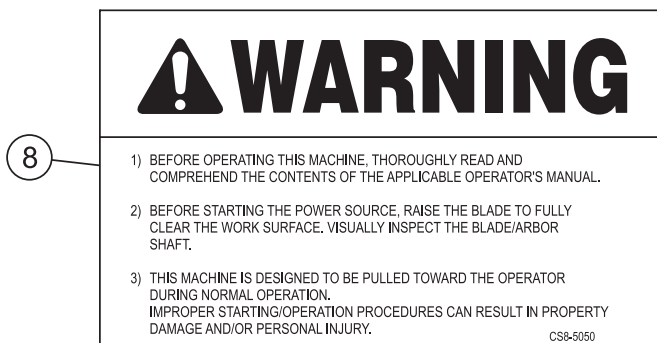 WARNING
8
1) BEFORE OPERATING THIS MACHINE, THOROUGHLY READ AND
COMPREHEND THE CONTENTS OF THE APPLICABLE OPERATOR'S MANUAL.
2) BEFORE STARTING THE POWER SOURCE, RAISE THE BLADE TO FULLY
CLEAR THE WORK SURFACE. VISUALLY INSPECT THE BLADE/ARBOR
SHAFT.
3) THIS MACHINE IS DESIGNED TO BE PULLED TOWARD THE OPERATOR
DURING NORMAL OPERATION.
IMPROPER STARTING/OPERATION PROCEDURES CAN RESULT IN PROPERTY
DAMAGE AND/OR PERSONAL INJURY.
CS8-5050